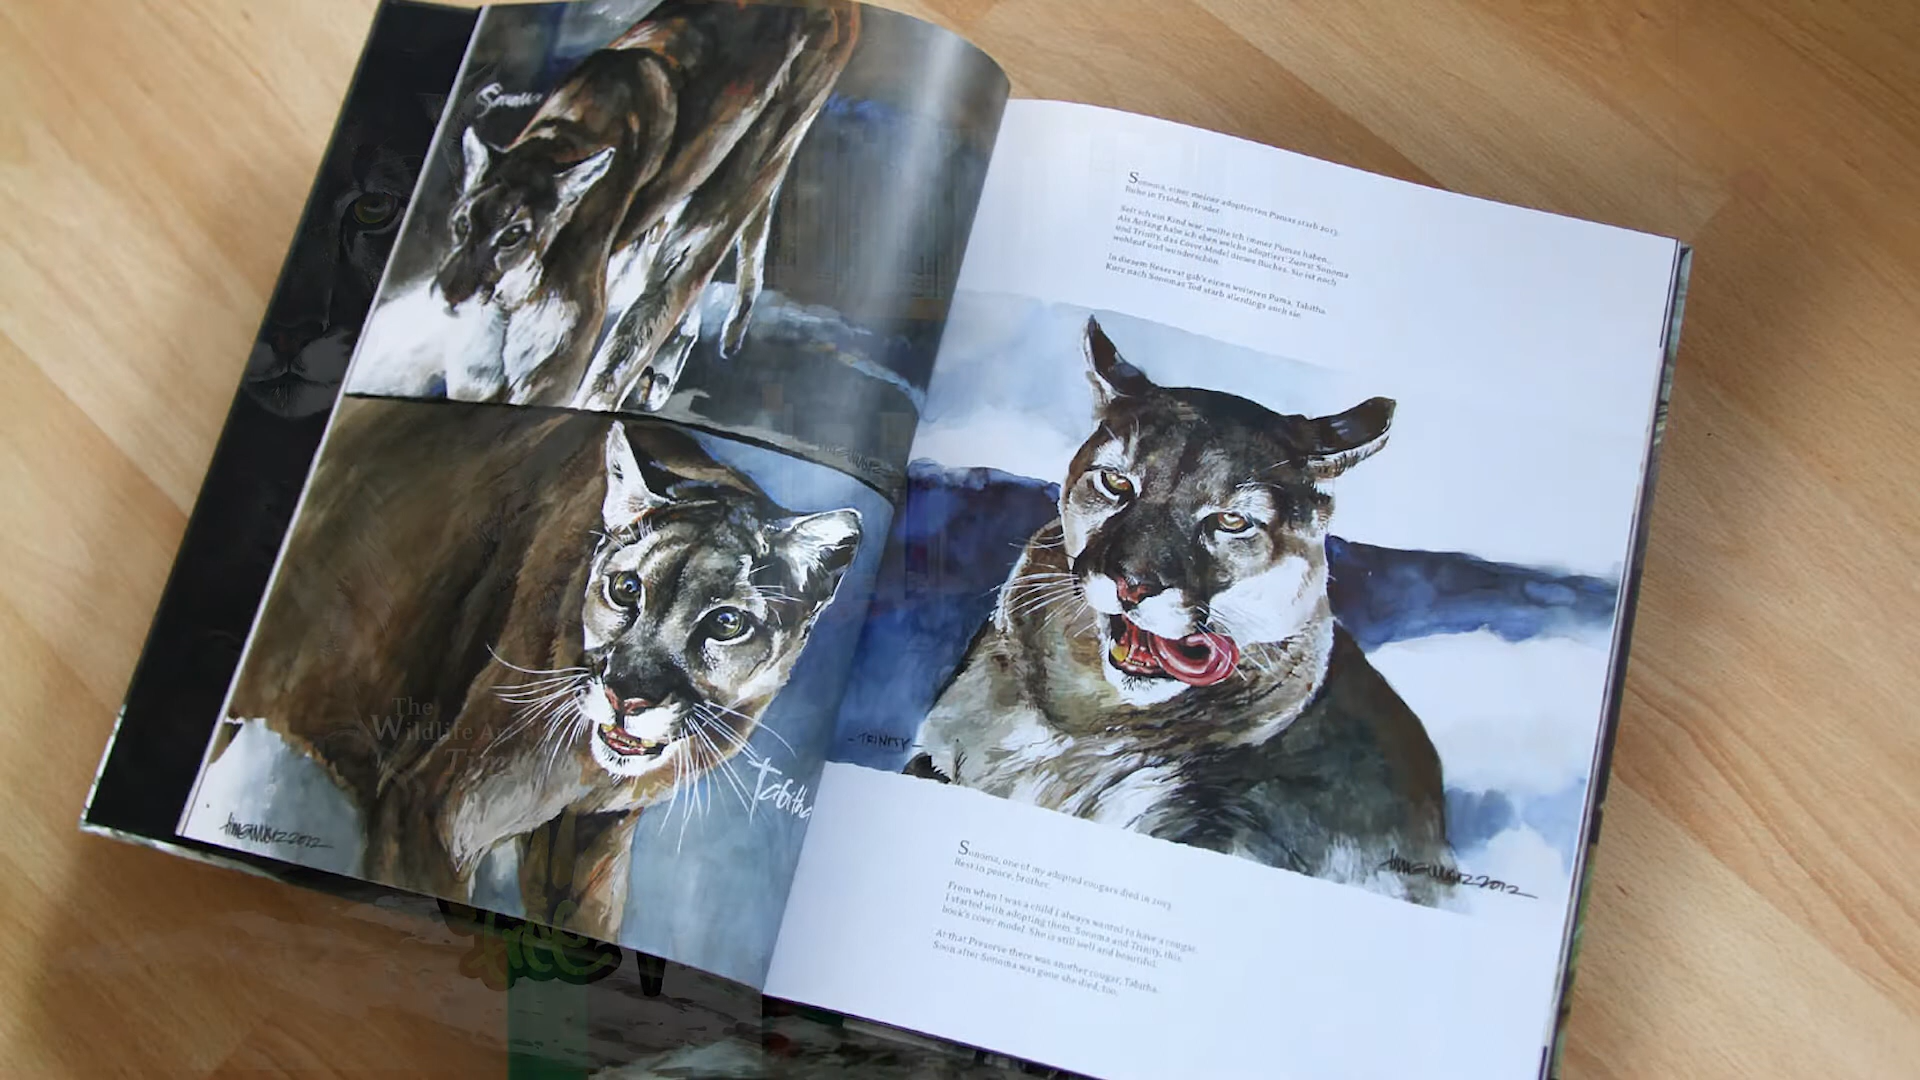 Sonoma
Tabitha
Sonoma, einer meiner adoptierten Pumas starb 2013.
Ruhe in Frieden, Bruder
Seit ich ein Kind war, wollte ich immer Pumas haben...
Als Anfang habe ich eben welche adoptiert. Zuerst Sonoma
und Trinity, das Cover-Model dieses Buches. Sie ist noch
wohlauf und wunderschön.
In diesem Reservat gab's einen weiteren Puma, Tabitha.
Kurz nach Sonomas Tod starb allerdings auch sie.
- TRINITY -
2012
2012
Sonoma, one of my adopted cougars died in 2013.
Rest in peace, brother.
From when I was a child I always wanted to have a cougar.
I started with adopting them. Sonoma and Trinity, this
book's cover model. She is still well and beautiful.
At that Preserve there was another cougar, Tabitha.
Soon after Sonoma was gone she died, too.
The
Wildlife Art